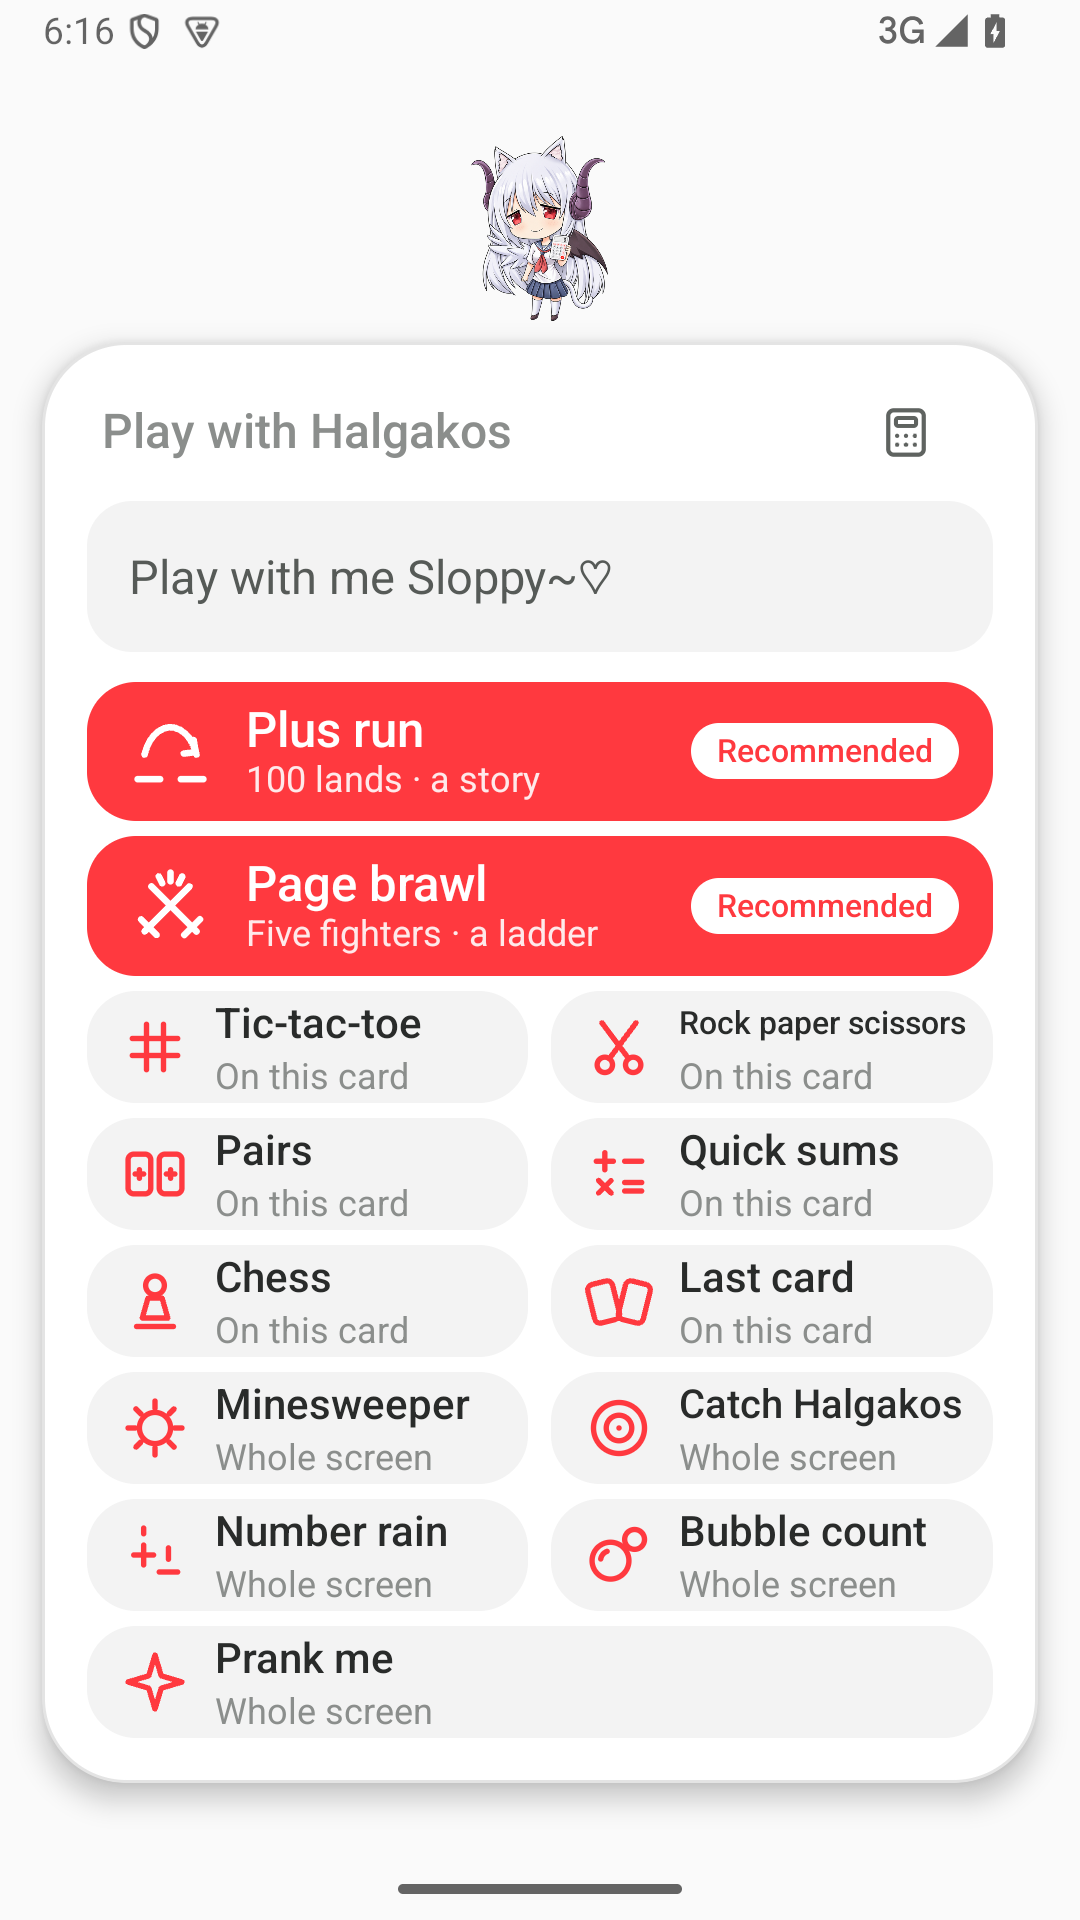 6:16
3G
Play with Halgakos
Play with me Sloppy~♡
Plus run
100 lands · a story
Recommended
Page brawl
Five fighters · a ladder
Recommended
Tic-tac-toe
On this card
Rock paper scissors
On this card
Pairs
On this card
Quick sums
On this card
Chess
On this card
Last card
On this card
Minesweeper
Whole screen
Catch Halgakos
Whole screen
Number rain
Whole screen
Bubble count
Whole screen
Prank me
Whole screen